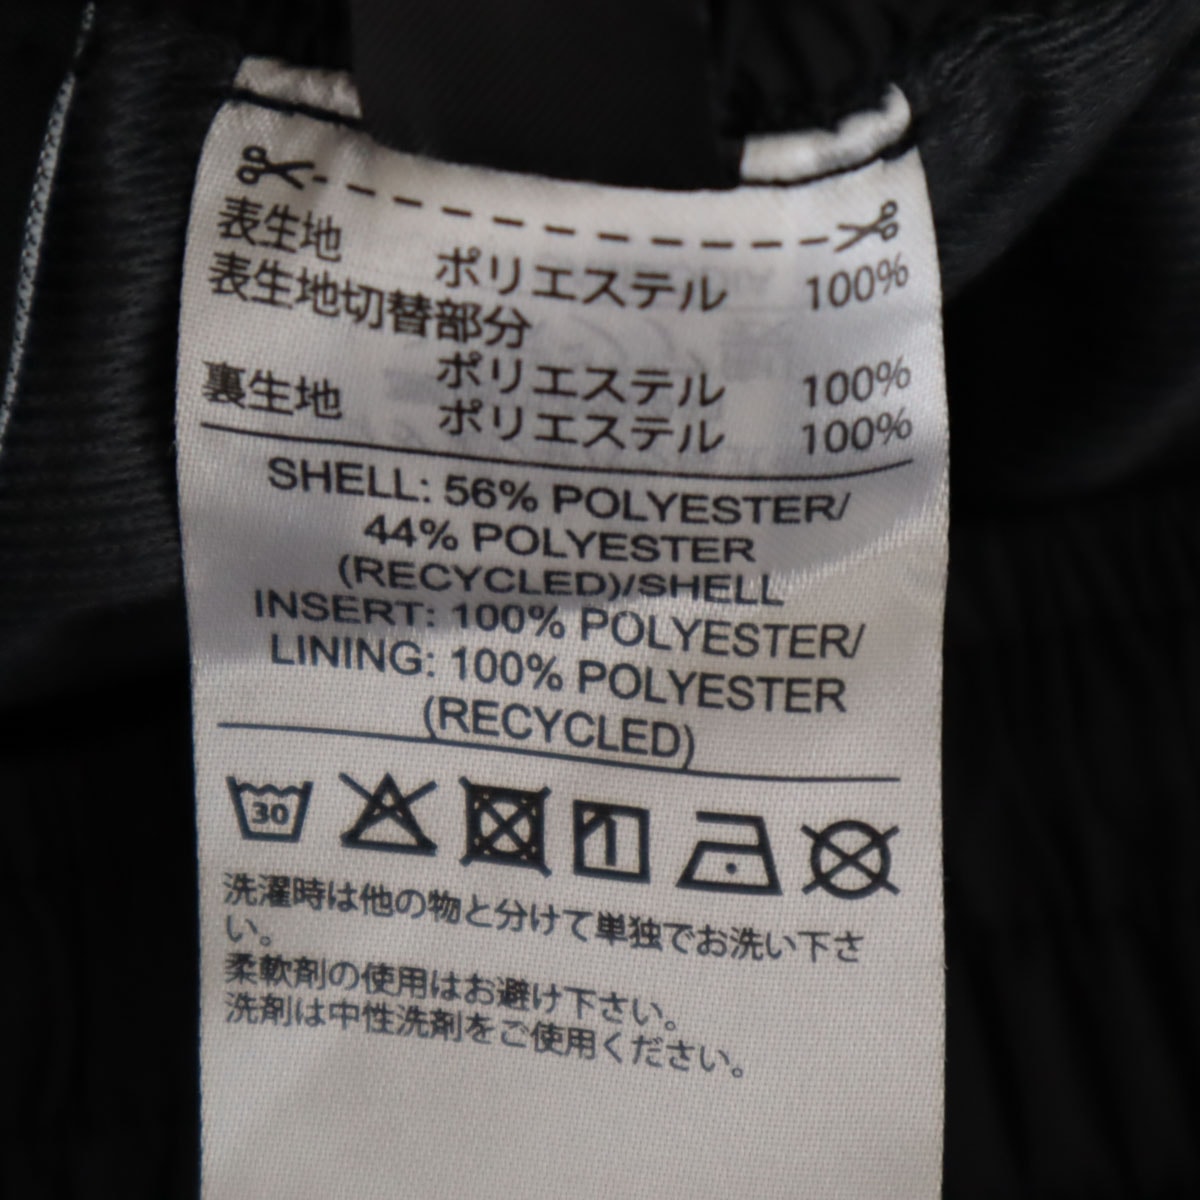 表生地 ポリエステル 100%
表生地切替部分
ポリエステル 100%
裏生地 ポリエステル 100%
SHELL: 56% POLYESTER/
44% POLYESTER
(RECYCLED)/SHELL
INSERT: 100% POLYESTER/
LINING: 100% POLYESTER
(RECYCLED)
30
洗濯時は他の物と分けて単独でお洗い下さ
い。
柔軟剤の使用はお避け下さい。
洗剤は中性洗剤をご使用ください。